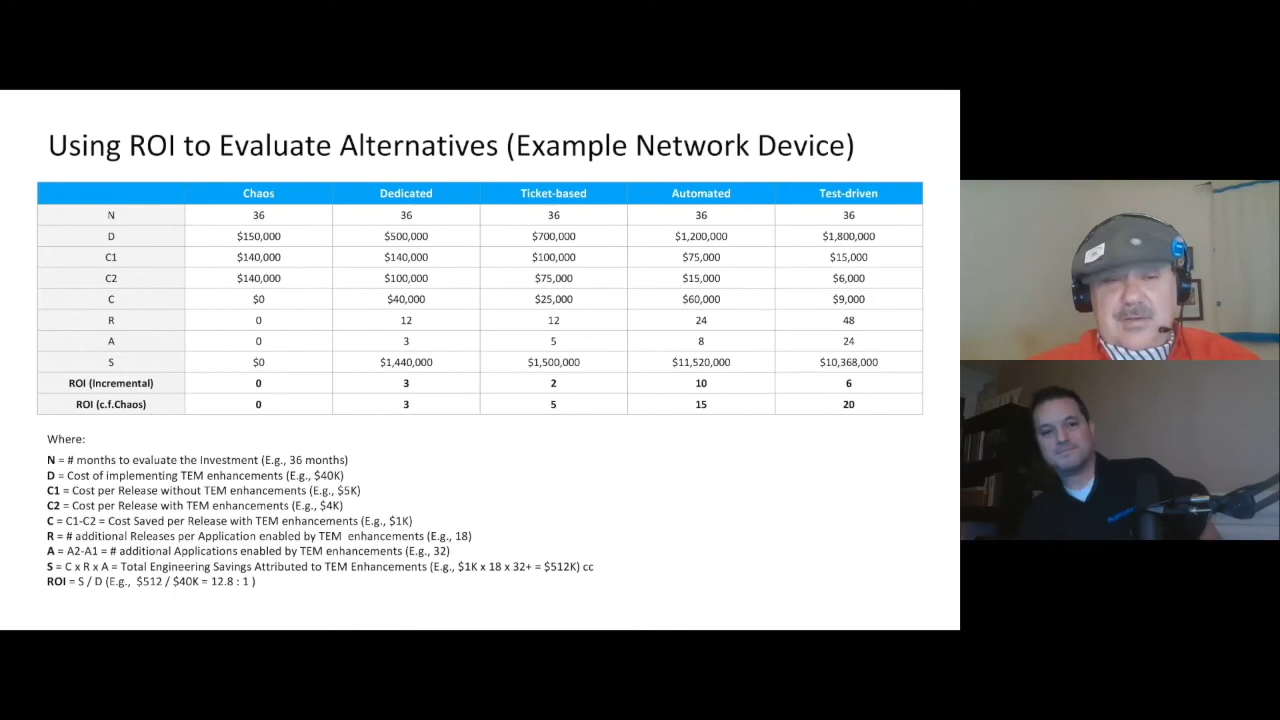 Using ROI to Evaluate Alternatives (Example Network Device)
Chaos Dedicated Ticket-based Automated Test-driven
N 36 36 36 36 36
D $150,000 $500,000 $700,000 $1,200,000 $1,800,000
C1 $140,000 $140,000 $100,000 $75,000 $15,000
C2 $140,000 $100,000 $75,000 $15,000 $6,000
C $0 $40,000 $25,000 $60,000 $9,000
R 0 12 12 24 48
A 0 3 5 8 24
S $0 $1,440,000 $1,500,000 $11,520,000 $10,368,000
ROI (Incremental) 0 3 2 10 6
ROI (c.f.Chaos) 0 3 5 15 20
Where:
N = # months to evaluate the Investment (E.g., 36 months)
D = Cost of implementing TEM enhancements (E.g., $40K)
C1 = Cost per Release without TEM enhancements (E.g., $5K)
C2 = Cost per Release with TEM enhancements (E.g., $4K)
C = C1-C2 = Cost Saved per Release with TEM enhancements (E.g., $1K)
R = # additional Releases per Application enabled by TEM enhancements (E.g., 18)
A = A2-A1 = # additional Applications enabled by TEM enhancements (E.g., 32)
S = C x R x A = Total Engineering Savings Attributed to TEM Enhancements (E.g., $1K x 18 x 32+ = $512K) cc
ROI = S / D (E.g., $512 / $40K = 12.8 : 1 )